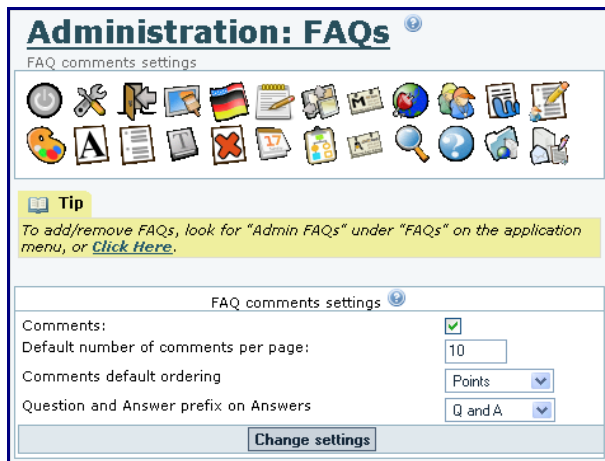 Administration: FAQs
FAQ comments settings
Tip
To add/remove FAQs, look for "Admin FAQs" under "FAQs" on the application
menu, or Click Here.
FAQ comments settings
Comments:
Default number of comments per page:
10
Comments default ordering
Points
Question and Answer prefix on Answers
Q and A
Change settings